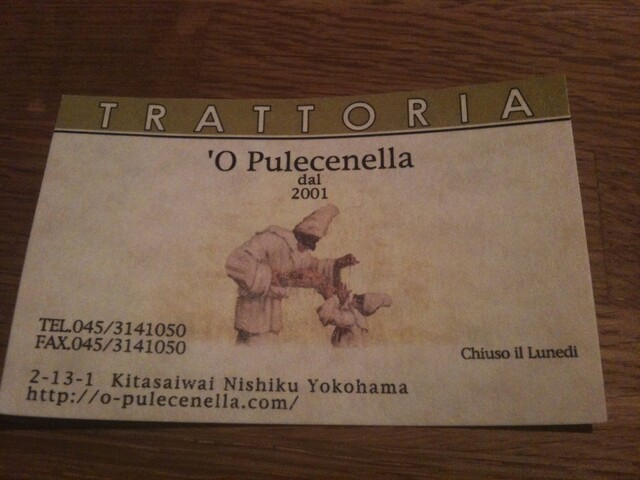 TRATTORIA
'O Pulecenella
dal
2001
TEL.045/3141050
FAX.045/3141050
Chiuso il Lunedi
2-13-1 Kitasaiwai Nishiku Yokohama
http://o-pulecenella.com/